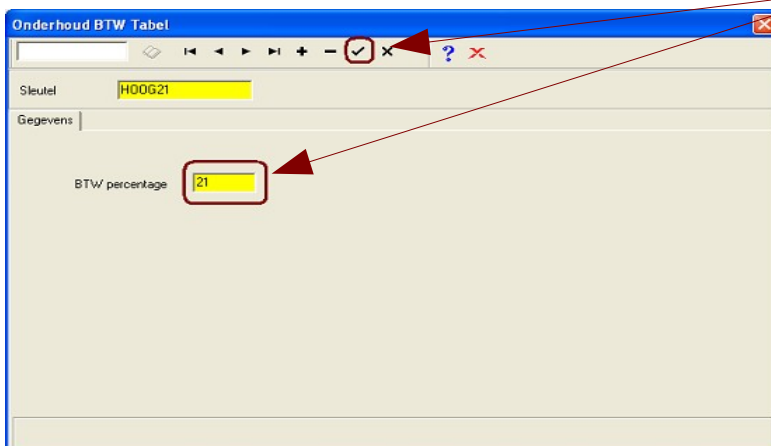 Onderhoud BTW Tabel
?
Sleutel HOOG21
Gegevens
BTW percentage 21